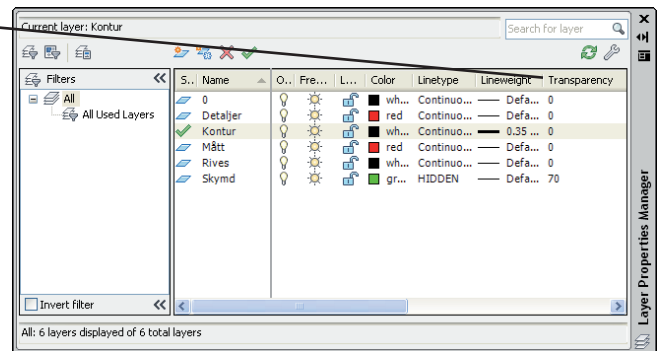 Current layer: Kontur
Search for layer
Filters
S.. Name O.. Fre... L... Color Linetype Lineweight Transparency
All
All Used Layers
0 wh... Continuo... Defa... 0
Detaljer red Continuo... Defa... 0
Kontur wh... Continuo... 0.35 ... 0
Mått red Continuo... Defa... 0
Rives wh... Continuo... Defa... 0
Skymd gr... HIDDEN Defa... 70
Invert filter
All: 6 layers displayed of 6 total layers
Layer Properties Manager